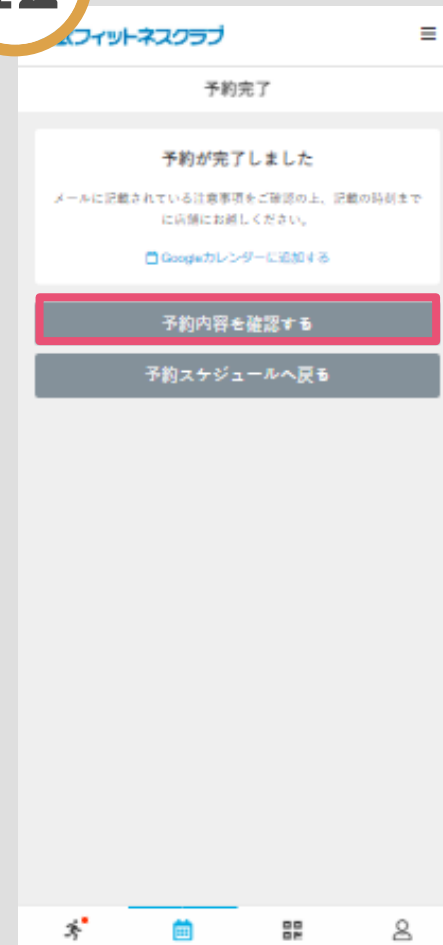 フィットネスクラブ
予約完了
予約が完了しました
メールに記載されている注意事項をご確認の上、記載の時刻まで
に店舗にお越しください。
Googleカレンダーに追加する
予約内容を確認する
予約スケジュールへ戻る